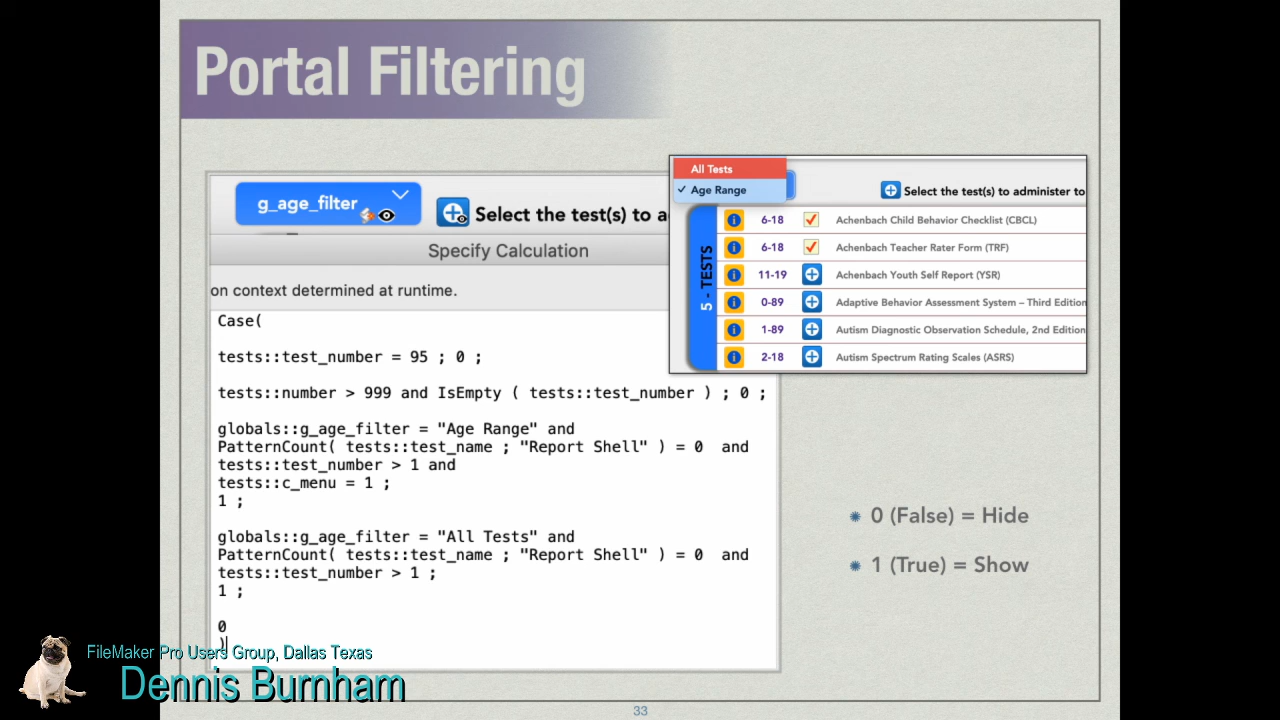 Portal Filtering
g_age_filter
Select the test(s) to a
Specify Calculation
on context determined at runtime.
Case(
tests::test_number = 95 ; 0 ;
tests::number > 999 and IsEmpty ( tests::test_number ) ; 0 ;
globals::g_age_filter = "Age Range" and
PatternCount( tests::test_name ; "Report Shell" ) = 0  and
tests::test_number > 1 and
tests::c_menu = 1 ;
1 ;
globals::g_age_filter = "All Tests" and
PatternCount( tests::test_name ; "Report Shell" ) = 0  and
tests::test_number > 1 ;
1 ;
0
)
All Tests
✓ Age Range
Select the test(s) to administer to
5 - TESTS
6-18 Achenbach Child Behavior Checklist (CBCL)
6-18 Achenbach Teacher Rater Form (TRF)
11-19 Achenbach Youth Self Report (YSR)
0-89 Adaptive Behavior Assessment System – Third Edition
1-89 Autism Diagnostic Observation Schedule, 2nd Edition
2-18 Autism Spectrum Rating Scales (ASRS)
0 (False) = Hide
1 (True) = Show
FileMaker Pro Users Group, Dallas Texas
Dennis Burnham
33